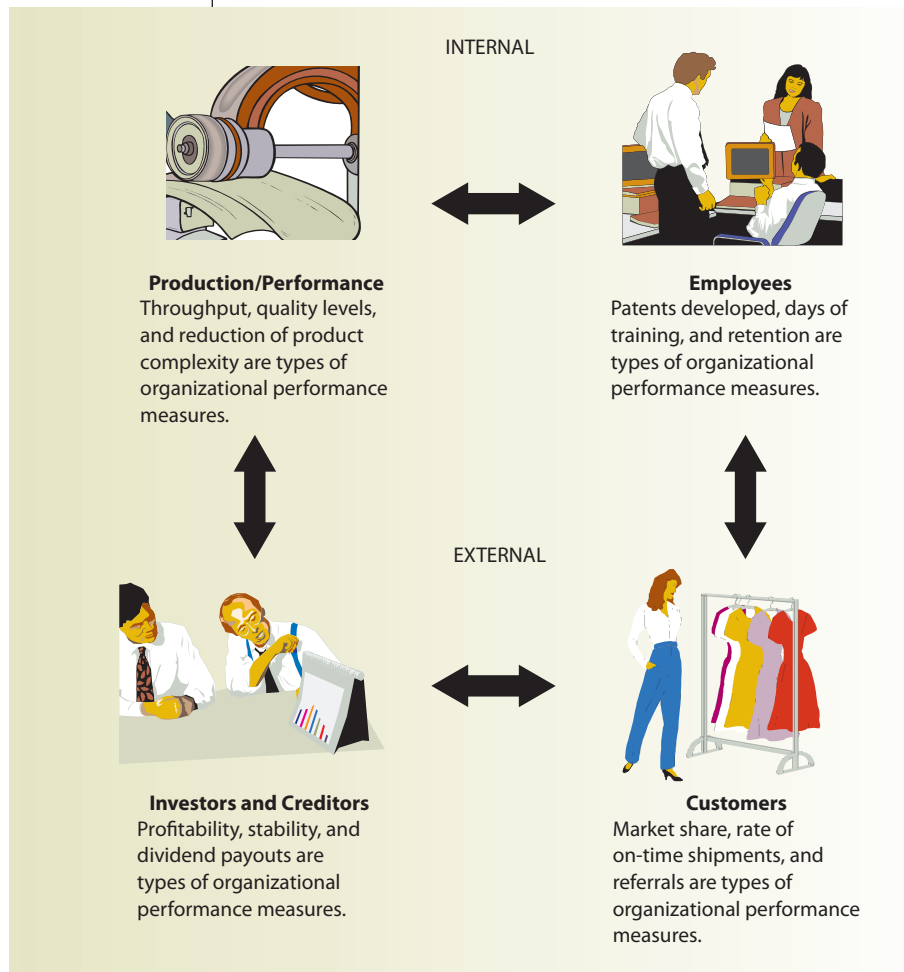 INTERNAL
Production/Performance
Throughput, quality levels,
and reduction of product
complexity are types of
organizational performance
measures.
Employees
Patents developed, days of
training, and retention are
types of organizational
performance measures.
EXTERNAL
Investors and Creditors
Profitability, stability, and
dividend payouts are
types of organizational
performance measures.
Customers
Market share, rate of
on-time shipments, and
referrals are types of
organizational performance
measures.